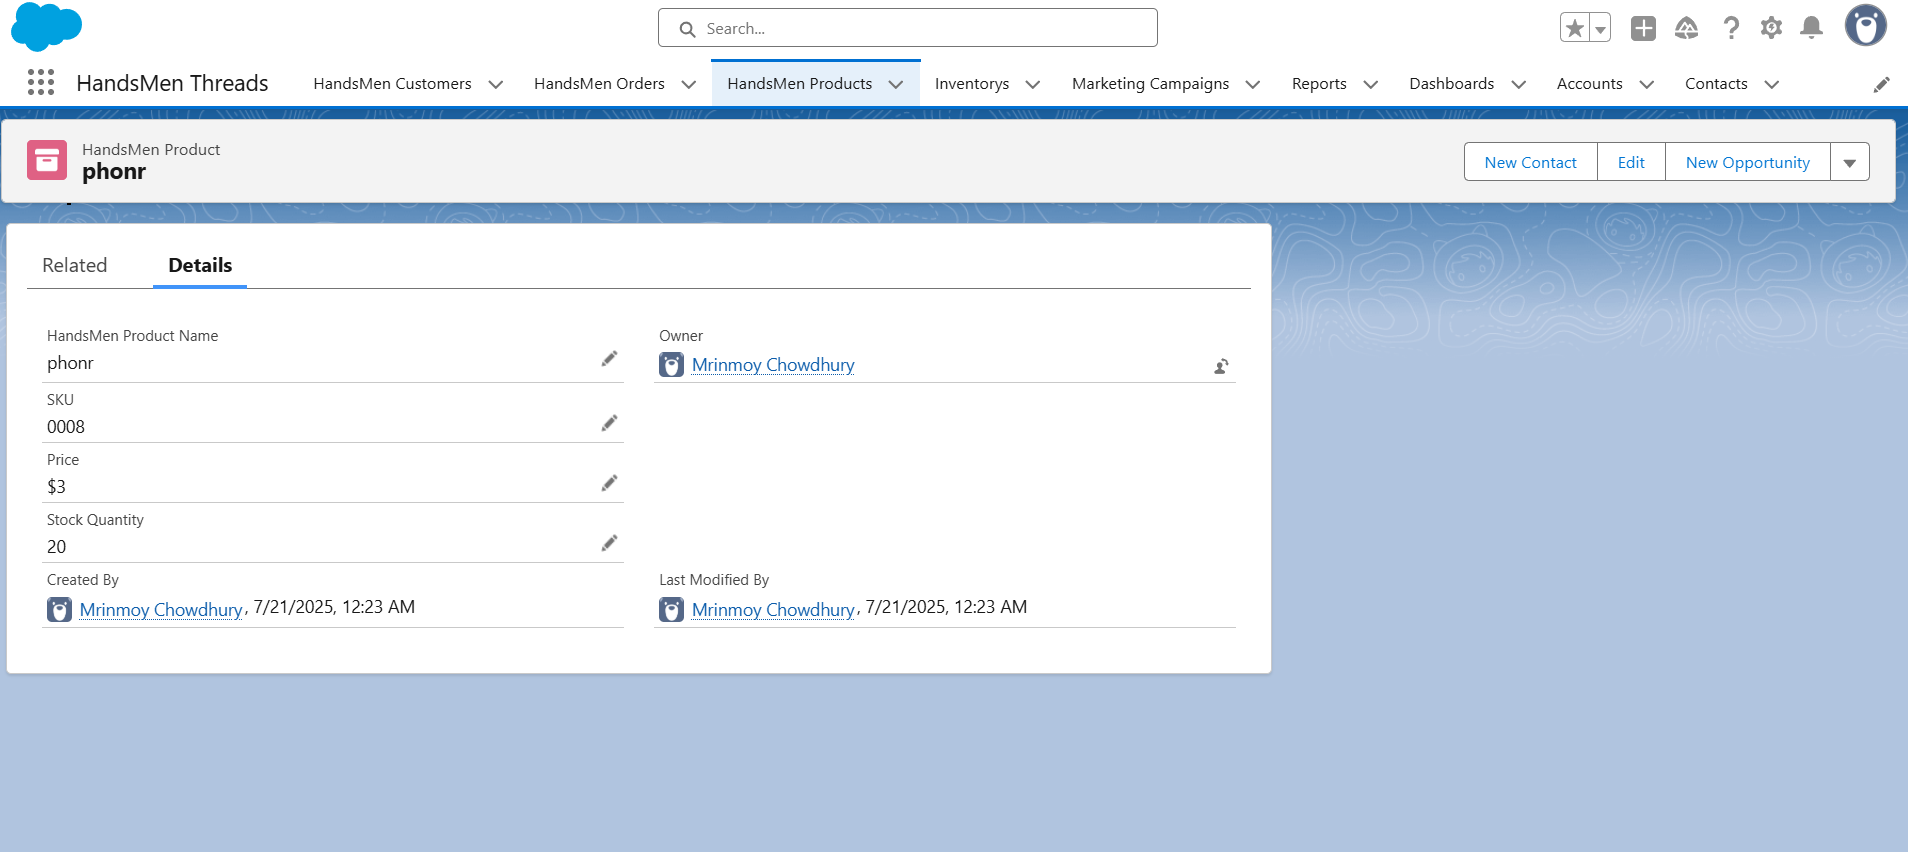 Search...
HandsMen Threads
HandsMen Customers
HandsMen Orders
HandsMen Products
Inventorys
Marketing Campaigns
Reports
Dashboards
Accounts
Contacts
HandsMen Product
phonr
New Contact
Edit
New Opportunity
Related
Details
HandsMen Product Name
phonr
Owner
Mrinmoy Chowdhury
SKU
0008
Price
$3
Stock Quantity
20
Created By
Mrinmoy Chowdhury, 7/21/2025, 12:23 AM
Last Modified By
Mrinmoy Chowdhury, 7/21/2025, 12:23 AM